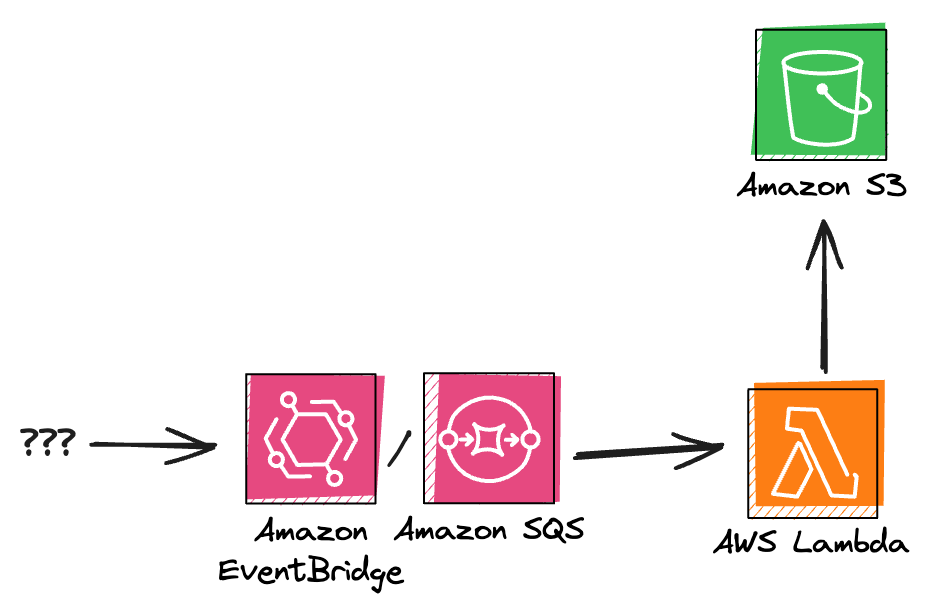 Amazon S3
???
/
Amazon
EventBridge
Amazon SQS
AWS Lambda